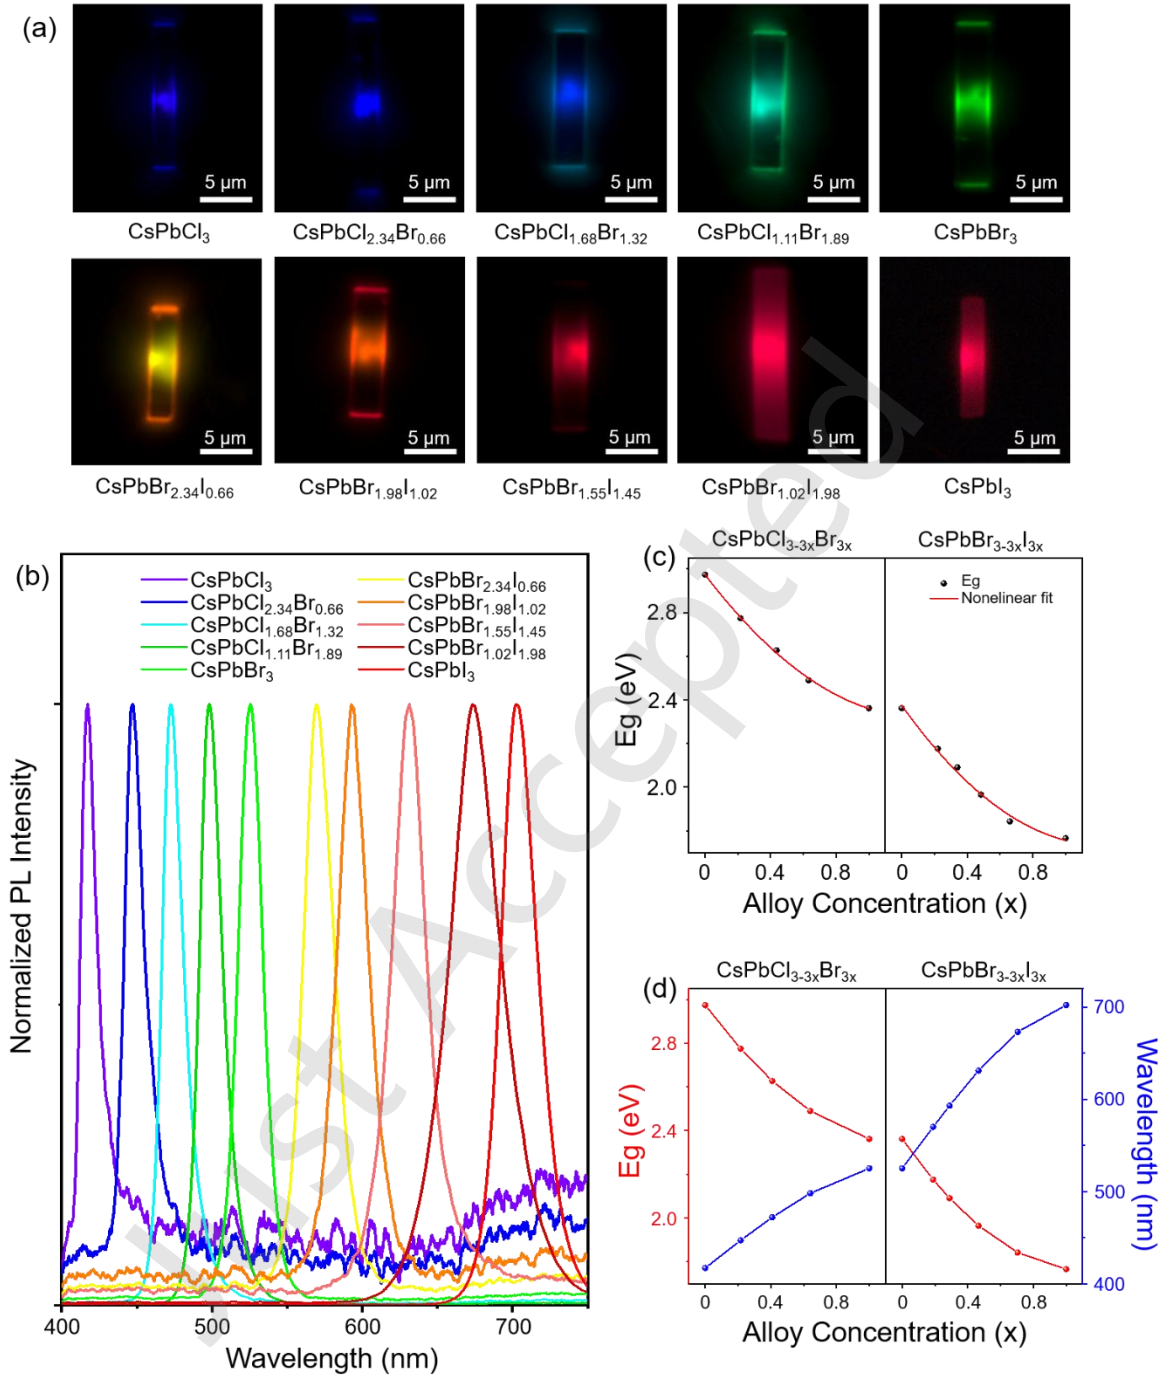 (a)
5 μm 5 μm 5 μm 5 μm 5 μm
CsPbCl₃ CsPbCl₂.₃₄Br₀.₆₆ CsPbCl₁.₆₈Br₁.₃₂ CsPbCl₁.₁₁Br₁.₈₉ CsPbBr₃
5 μm 5 μm 5 μm 5 μm 5 μm
CsPbBr₂.₃₄I₀.₆₆ CsPbBr₁.₉₈I₁.₀₂ CsPbBr₁.₅₅I₁.₄₅ CsPbBr₁.₀₂I₁.₉₈ CsPbI₃
(b)
CsPbCl₃
CsPbCl₂.₃₄Br₀.₆₆
CsPbCl₁.₆₈Br₁.₃₂
CsPbCl₁.₁₁Br₁.₈₉
CsPbBr₃
CsPbBr₂.₃₄I₀.₆₆
CsPbBr₁.₉₈I₁.₀₂
CsPbBr₁.₅₅I₁.₄₅
CsPbBr₁.₀₂I₁.₉₈
CsPbI₃
Normalized PL Intensity
400 500 600 700
Wavelength (nm)
(c)
CsPbCl₃₋₃ₓBr₃ₓ CsPbBr₃₋₃ₓI₃ₓ
Eg
Nonelinear fit
2.8
2.4
2.0
Eg (eV)
0 0.4 0.8 0 0.4 0.8
Alloy Concentration (x)
(d)
CsPbCl₃₋₃ₓBr₃ₓ CsPbBr₃₋₃ₓI₃ₓ
2.8
2.4
2.0
Eg (eV)
700
600
500
400
Wavelength (nm)
0 0.4 0.8 0 0.4 0.8
Alloy Concentration (x)
Just Accepted